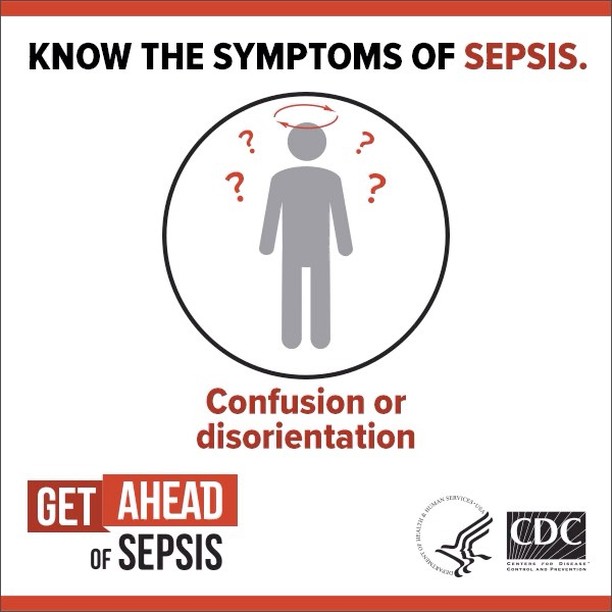 KNOW THE SYMPTOMS OF SEPSIS.
? ?
? ?
Confusion or
disorientation
GET AHEAD
OF SEPSIS
DEPARTMENT OF HEALTH & HUMAN SERVICES • USA
CDC
CENTERS FOR DISEASE™
CONTROL AND PREVENTION